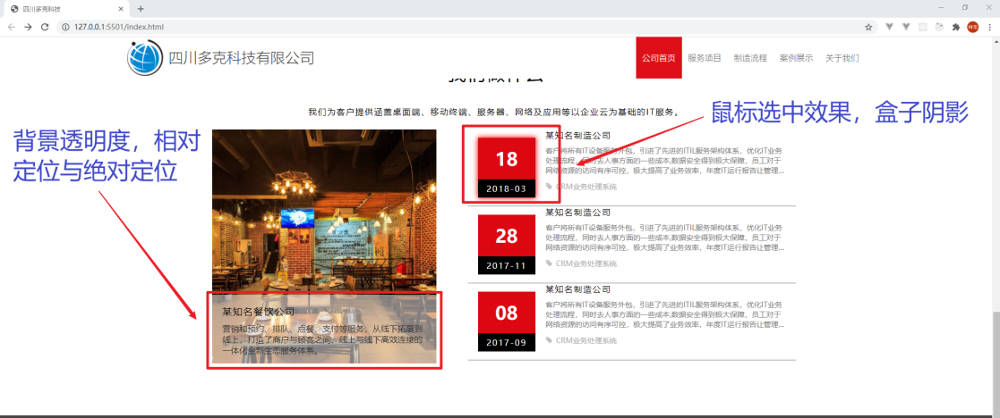 四川多克科技
127.0.0.1:5501/index.html
四川多克科技有限公司
公司首页 服务项目 制造流程 案例展示 关于我们
我们为客户提供涵盖桌面端、移动终端、服务器、网络及应用等以企业云为基础的IT服务。
鼠标选中效果，盒子阴影
背景透明度，相对
定位与绝对定位
某知名餐饮公司
营销和预约、排队、点餐、支付等服务，从线下拓展到
线上，打造了商户与顾客之间、线上与线下高效连接的
一体化全新生态服务体系。
18
2018-03
某知名制造公司
客户将所有IT设备服务外包，引进了先进的ITIL服务架构体系，优化IT业务
处理流程，同时去人事方面的一些成本,数据安全得到极大保障，员工对于
网络资源的访问有序可控，极大提高了业务效率，年度IT运行报告让管理...
CRM业务处理系统
28
2017-11
某知名制造公司
客户将所有IT设备服务外包，引进了先进的ITIL服务架构体系，优化IT业务
处理流程，同时去人事方面的一些成本,数据安全得到极大保障，员工对于
网络资源的访问有序可控，极大提高了业务效率，年度IT运行报告让管理...
CRM业务处理系统
08
2017-09
某知名制造公司
客户将所有IT设备服务外包，引进了先进的ITIL服务架构体系，优化IT业务
处理流程，同时去人事方面的一些成本,数据安全得到极大保障，员工对于
网络资源的访问有序可控，极大提高了业务效率，年度IT运行报告让管理...
CRM业务处理系统